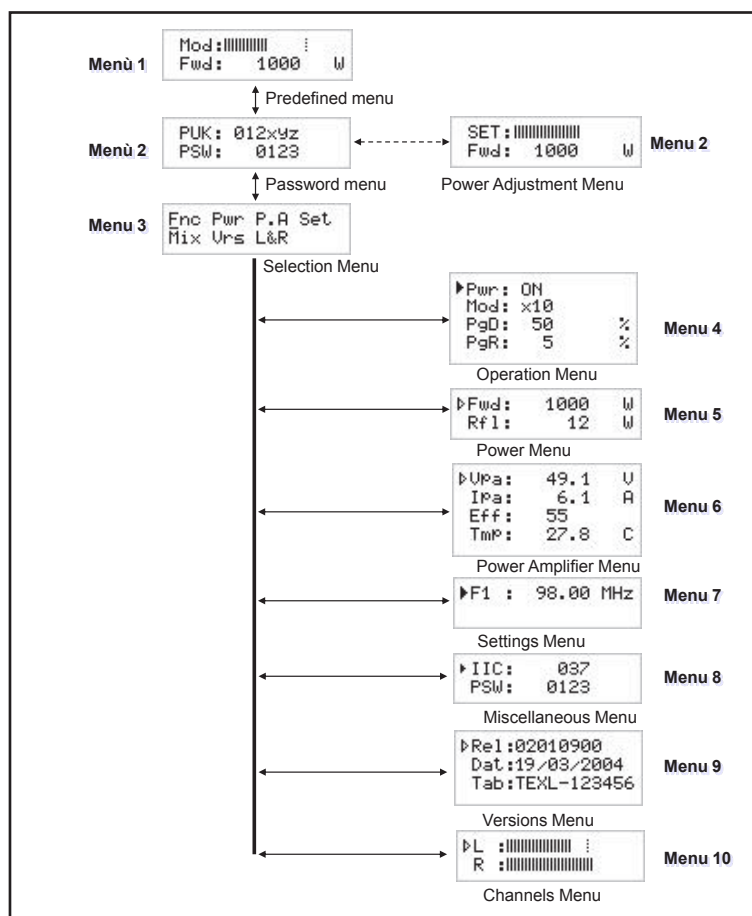 Menù 1
Mod:
Fwd: 1000 W
Predefined menu
Menù 2
PUK: 012xyz
PSW: 0123
SET:
Fwd: 1000 W
Menu 2
Password menu
Power Adjustment Menu
Menu 3
Fnc Pwr P.A Set
Mix Vrs L&R
Selection Menu
Pwr: ON
Mod: x10
PgD: 50 %
PgR: 5 %
Menu 4
Operation Menu
Fwd: 1000 W
Rfl: 12 W
Menu 5
Power Menu
Vpa: 49.1 V
Ipa: 6.1 A
Eff: 55
Tmp: 27.8 C
Menu 6
Power Amplifier Menu
F1 : 98.00 MHz
Menu 7
Settings Menu
IIC: 037
PSW: 0123
Menu 8
Miscellaneous Menu
Rel:02010900
Dat:19/03/2004
Tab:TEXL-123456
Menu 9
Versions Menu
L :
R :
Menu 10
Channels Menu